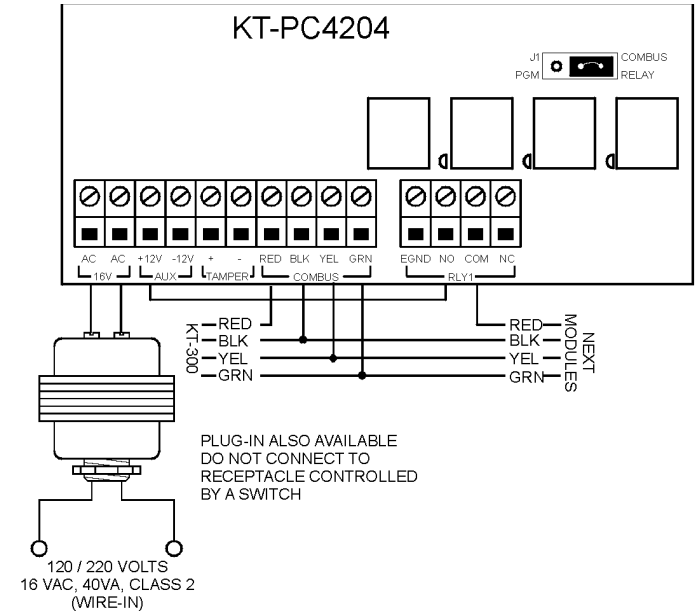 KT-PC4204
J1 COMBUS
PGM RELAY
AC AC +12V -12V + - RED BLK YEL GRN EGND NO COM NC
16V AUX TAMPER COMBUS RLY1
KT-300
RED
BLK
YEL
GRN
RED
BLK
YEL
GRN
NEXT
MODULES
PLUG-IN ALSO AVAILABLE
DO NOT CONNECT TO
RECEPTACLE CONTROLLED
BY A SWITCH
120 / 220 VOLTS
16 VAC, 40VA, CLASS 2
(WIRE-IN)